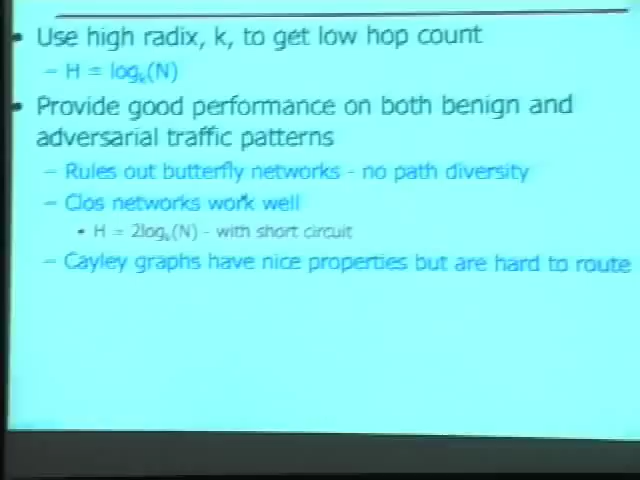 • Use high radix, k, to get low hop count
– H = logk(N)
• Provide good performance on both benign and
adversarial traffic patterns
– Rules out butterfly networks - no path diversity
– Clos networks work well
• H = 2logk(N) - with short circuit
– Cayley graphs have nice properties but are hard to route